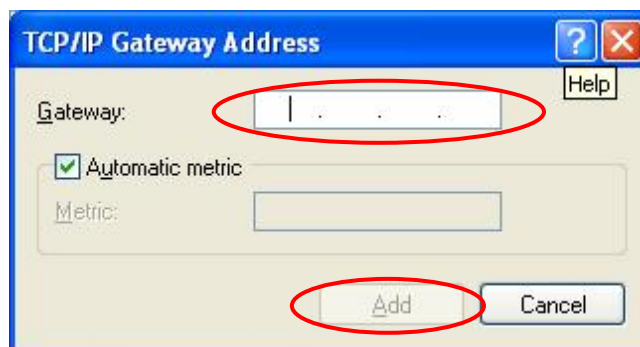 TCP/IP Gateway Address
?
Help
Gateway:
. . .
Automatic metric
Metric:
Add Cancel